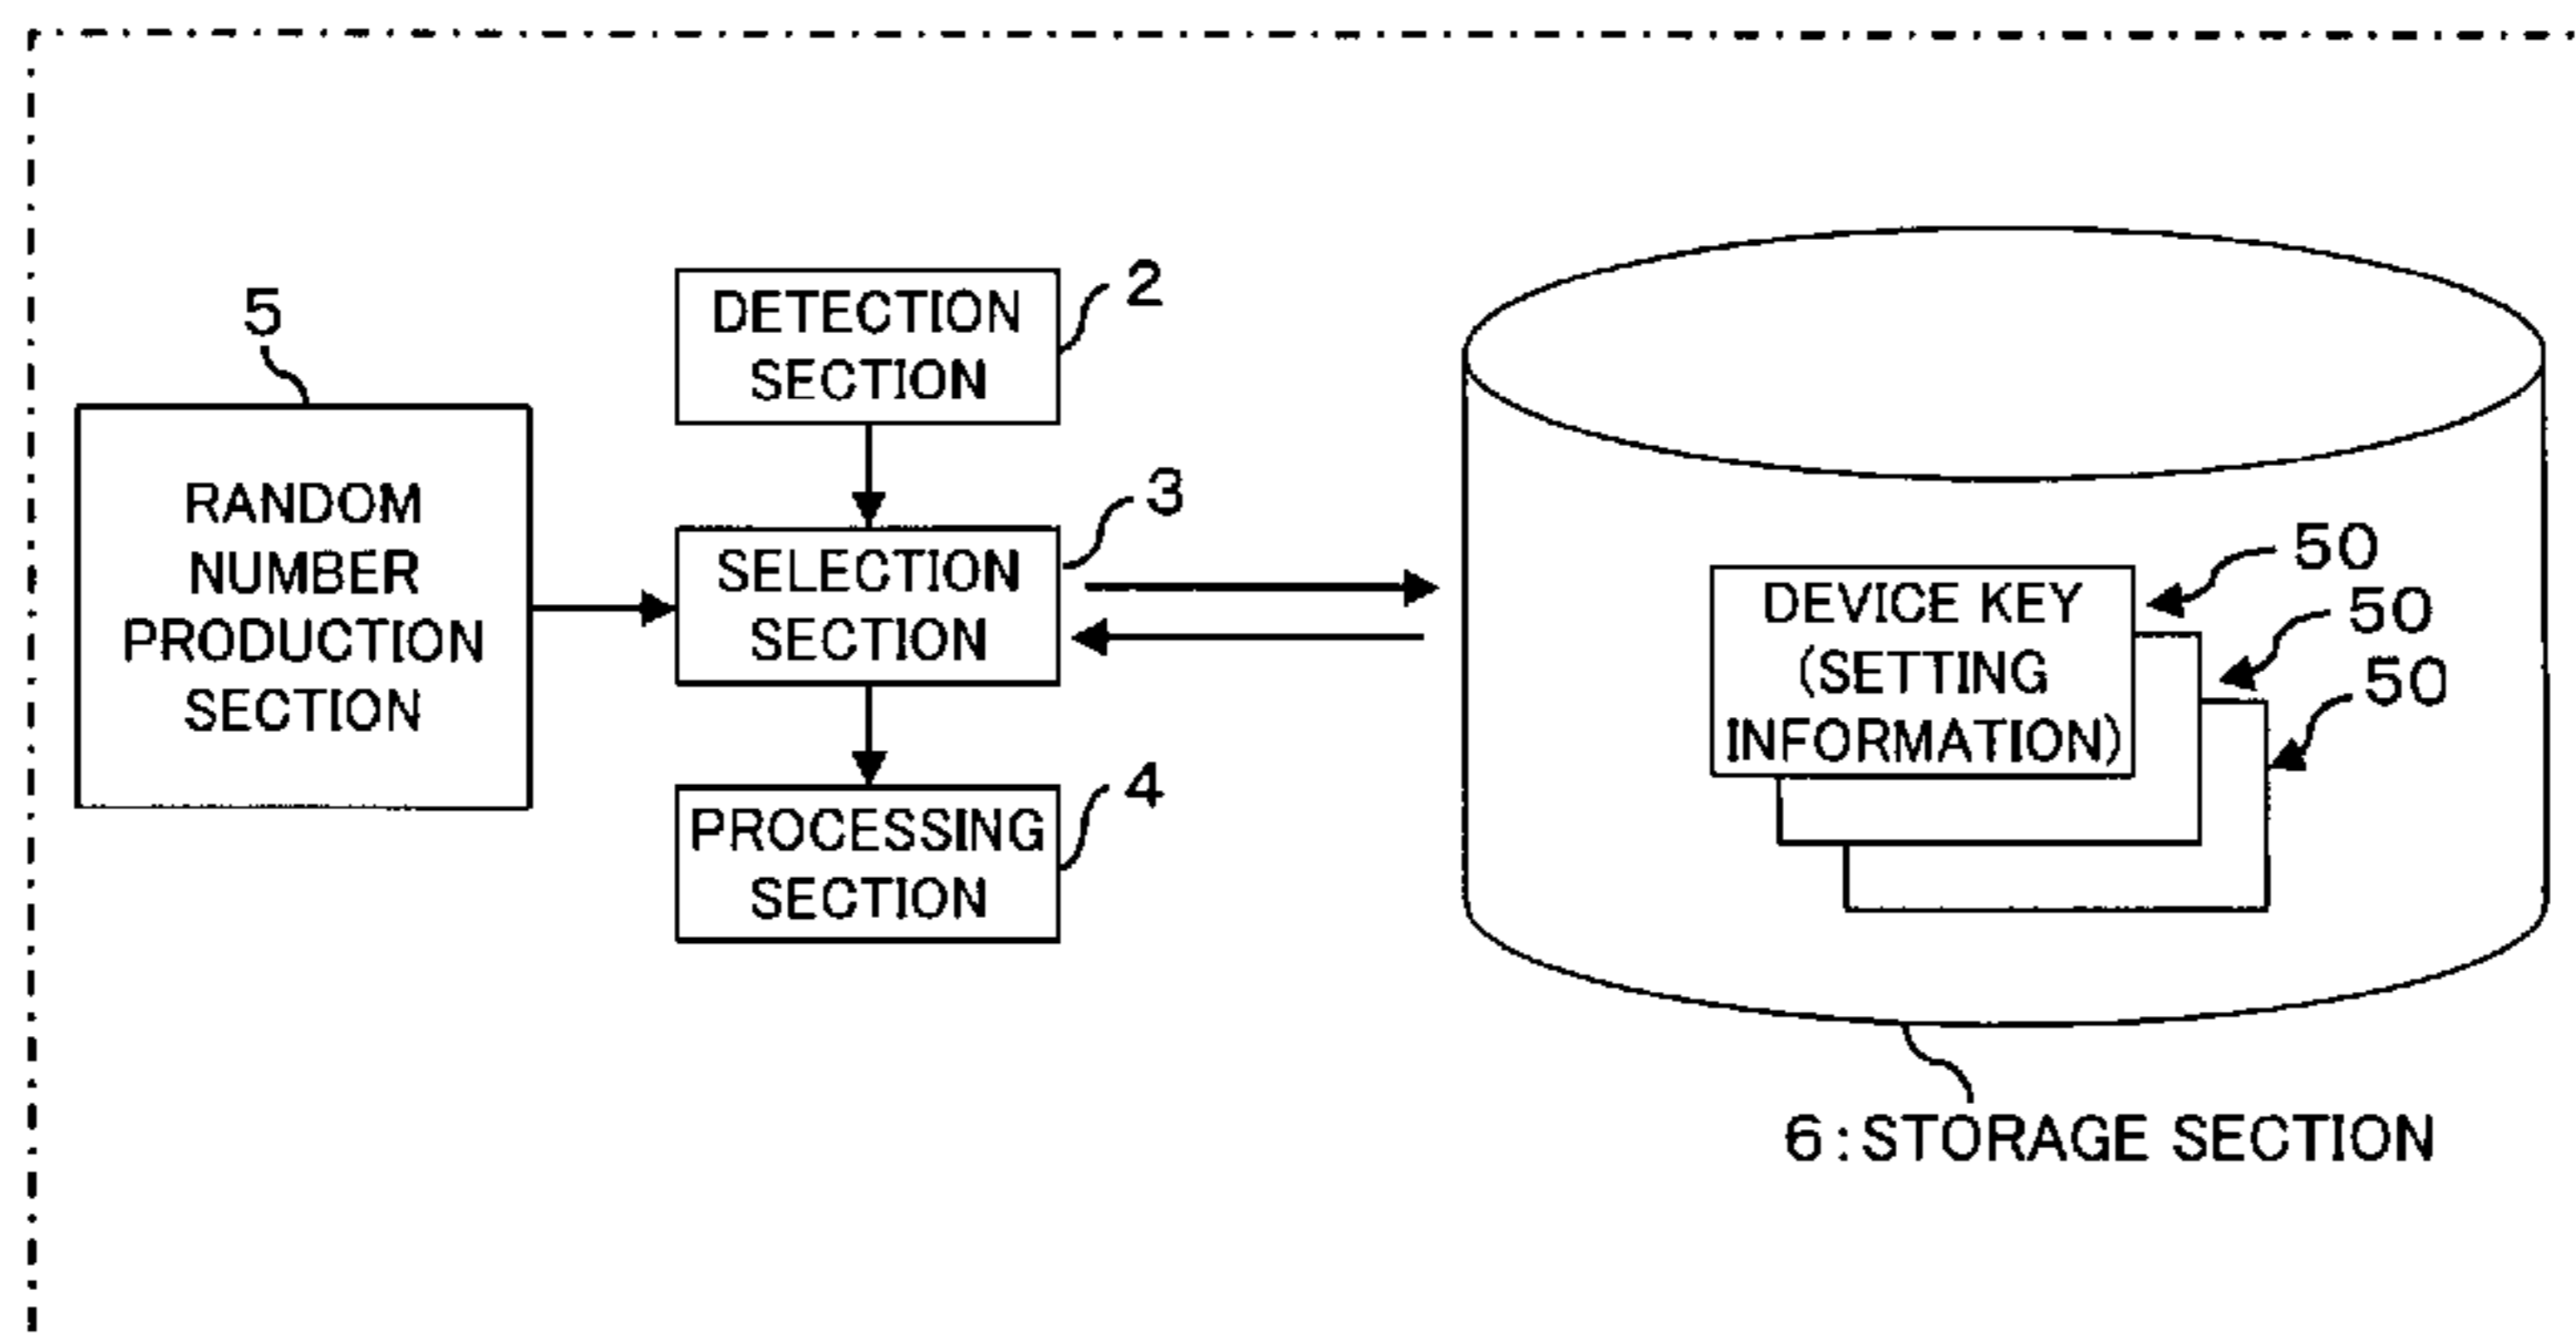 5
RANDOM
NUMBER
PRODUCTION
SECTION
2
DETECTION
SECTION
3
SELECTION
SECTION
4
PROCESSING
SECTION
50
50
50
DEVICE KEY
(SETTING
INFORMATION)
6:STORAGE SECTION